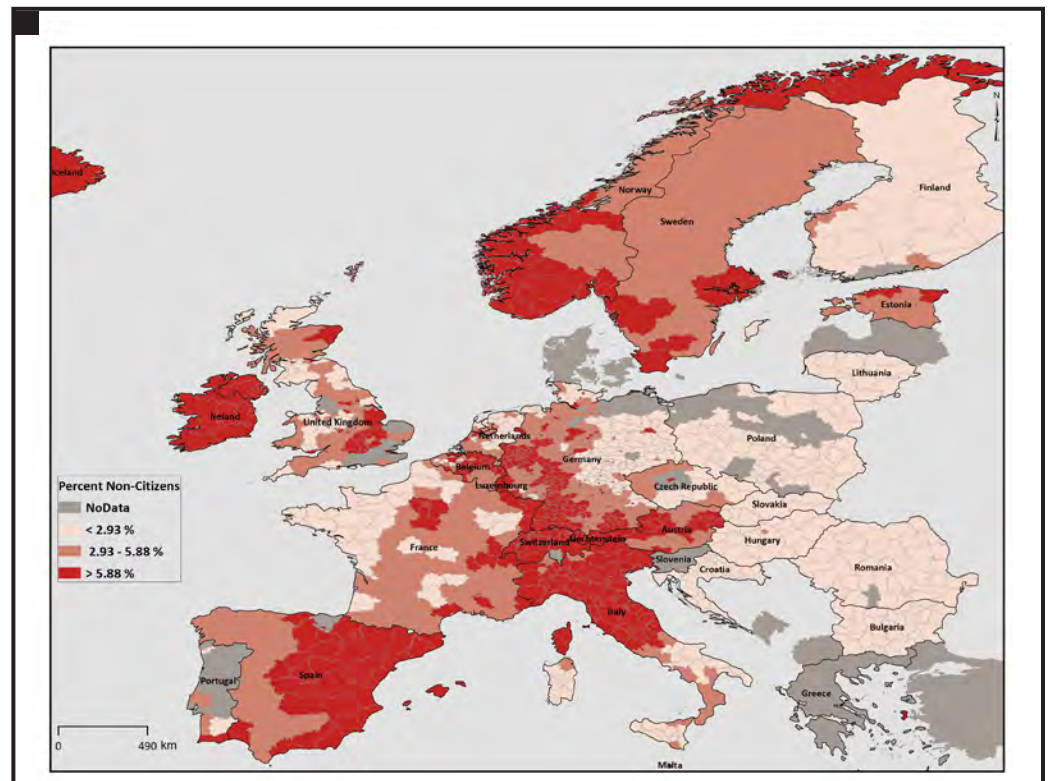 N
Iceland
Norway
Finland
Sweden
Estonia
Lithuania
Ireland
United Kingdom
Netherlands
Poland
Germany
Belgium
Percent Non-Citizens
NoData
< 2.93 %
2.93 - 5.88 %
> 5.88 %
Luxembourg
Czech Republic
Slovakia
Austria
Switzerland
Liechtenstein
Hungary
France
Slovenia
Croatia
Romania
Italy
Bulgaria
Spain
Portugal
Greece
0 490 km
Malta